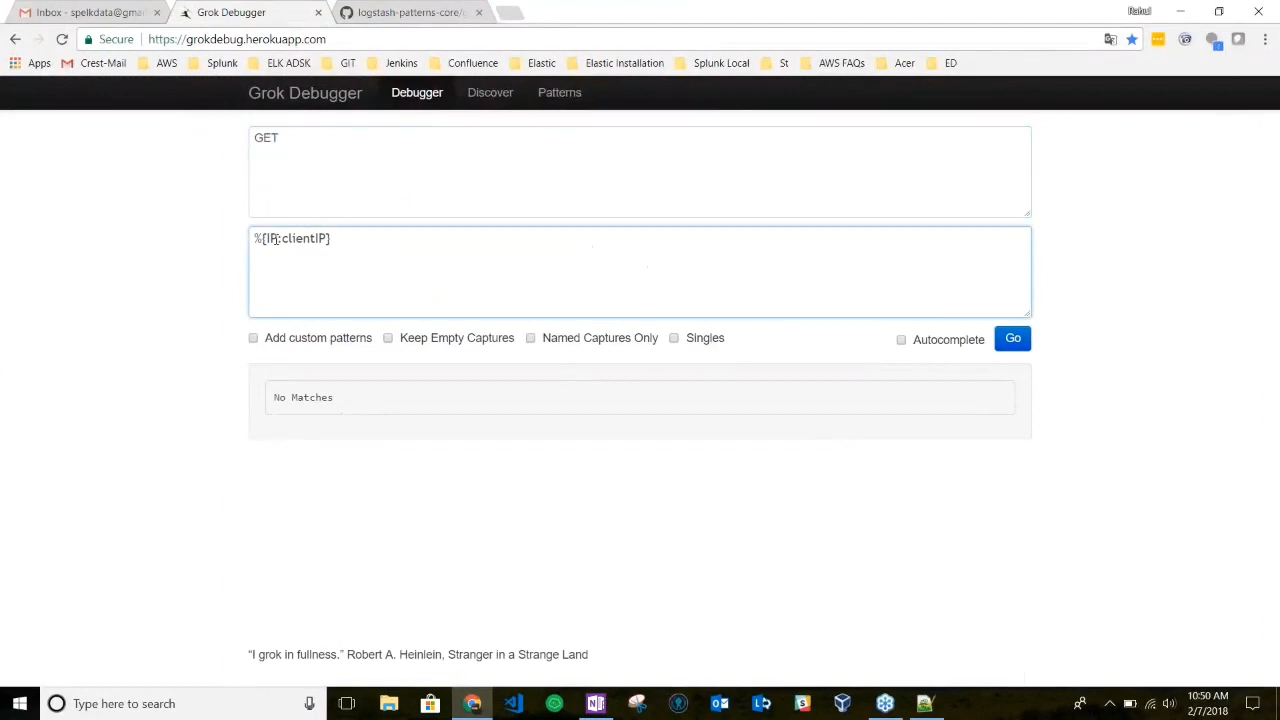 Inbox - spelkdata@gmai
Grok Debugger
logstash-patterns-core/g
Rahul
Secure
https://grokdebug.herokuapp.com
Apps
Crest-Mail
AWS
Splunk
ELK ADSK
GIT
Jenkins
Confluence
Elastic
Elastic Installation
Splunk Local
ST
AWS FAQs
Acer
ED
Grok Debugger
Debugger
Discover
Patterns
GET
%{IP:clientIP}
Add custom patterns
Keep Empty Captures
Named Captures Only
Singles
Autocomplete
Go
No Matches
“I grok in fullness.” Robert A. Heinlein, Stranger in a Strange Land
Type here to search
10:50 AM
2/7/2018